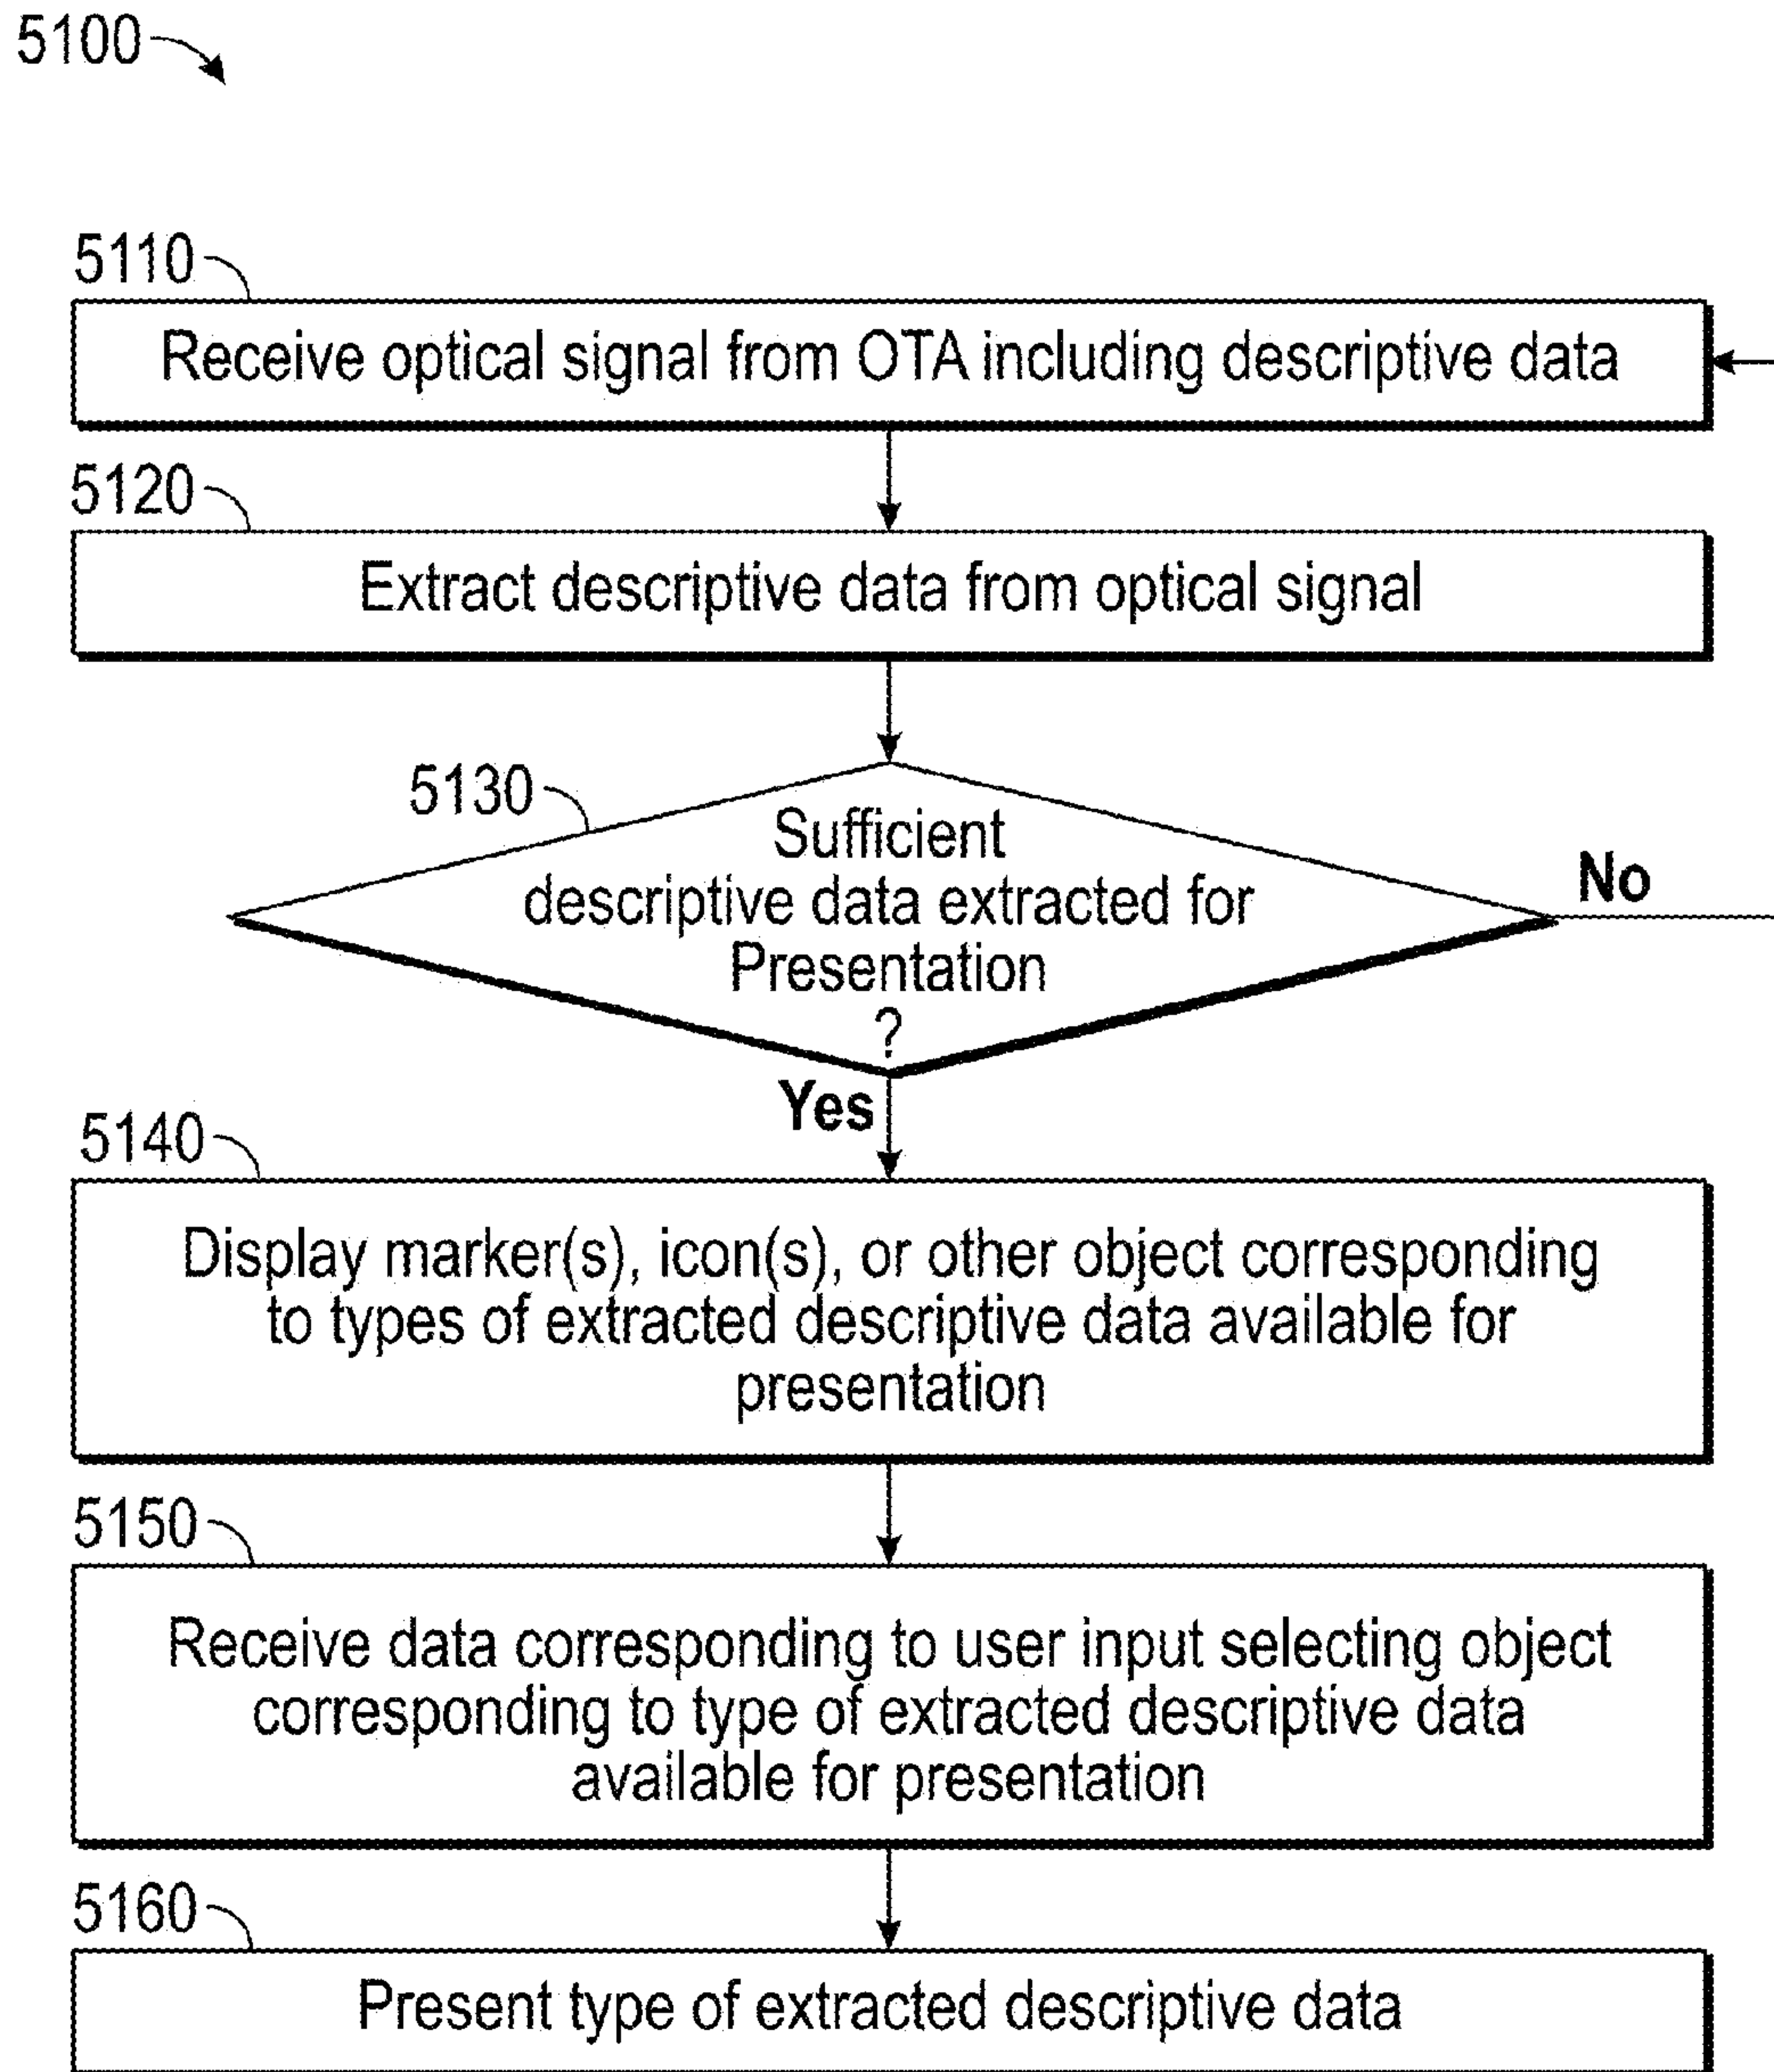 5100
5110
Receive optical signal from OTA including descriptive data
5120
Extract descriptive data from optical signal
5130
Sufficient
descriptive data extracted for
Presentation
?
No
Yes
5140
Display marker(s), icon(s), or other object corresponding
to types of extracted descriptive data available for
presentation
5150
Receive data corresponding to user input selecting object
corresponding to type of extracted descriptive data
available for presentation
5160
Present type of extracted descriptive data